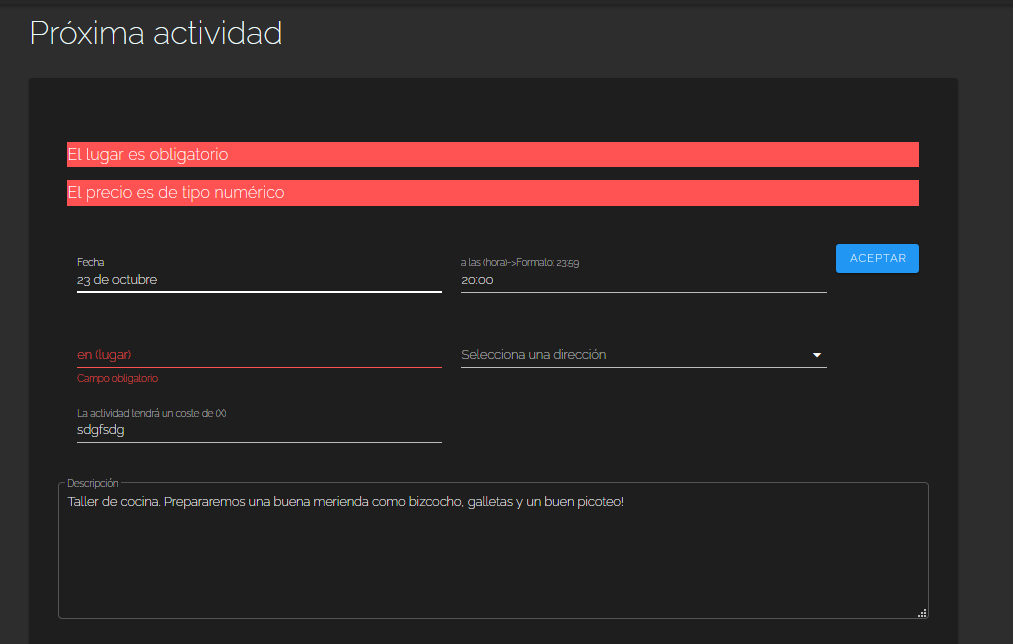 Próxima actividad
El lugar es obligatorio
El precio es de tipo numérico
Fecha
23 de octubre
a las (hora)->Formato: 23:59
20:00
ACEPTAR
en (lugar)
Campo obligatorio
Selecciona una dirección
La actividad tendrá un coste de (X)
sdgfsdg
Descripción
Taller de cocina. Prepararemos una buena merienda como bizcocho, galletas y un buen picoteo!